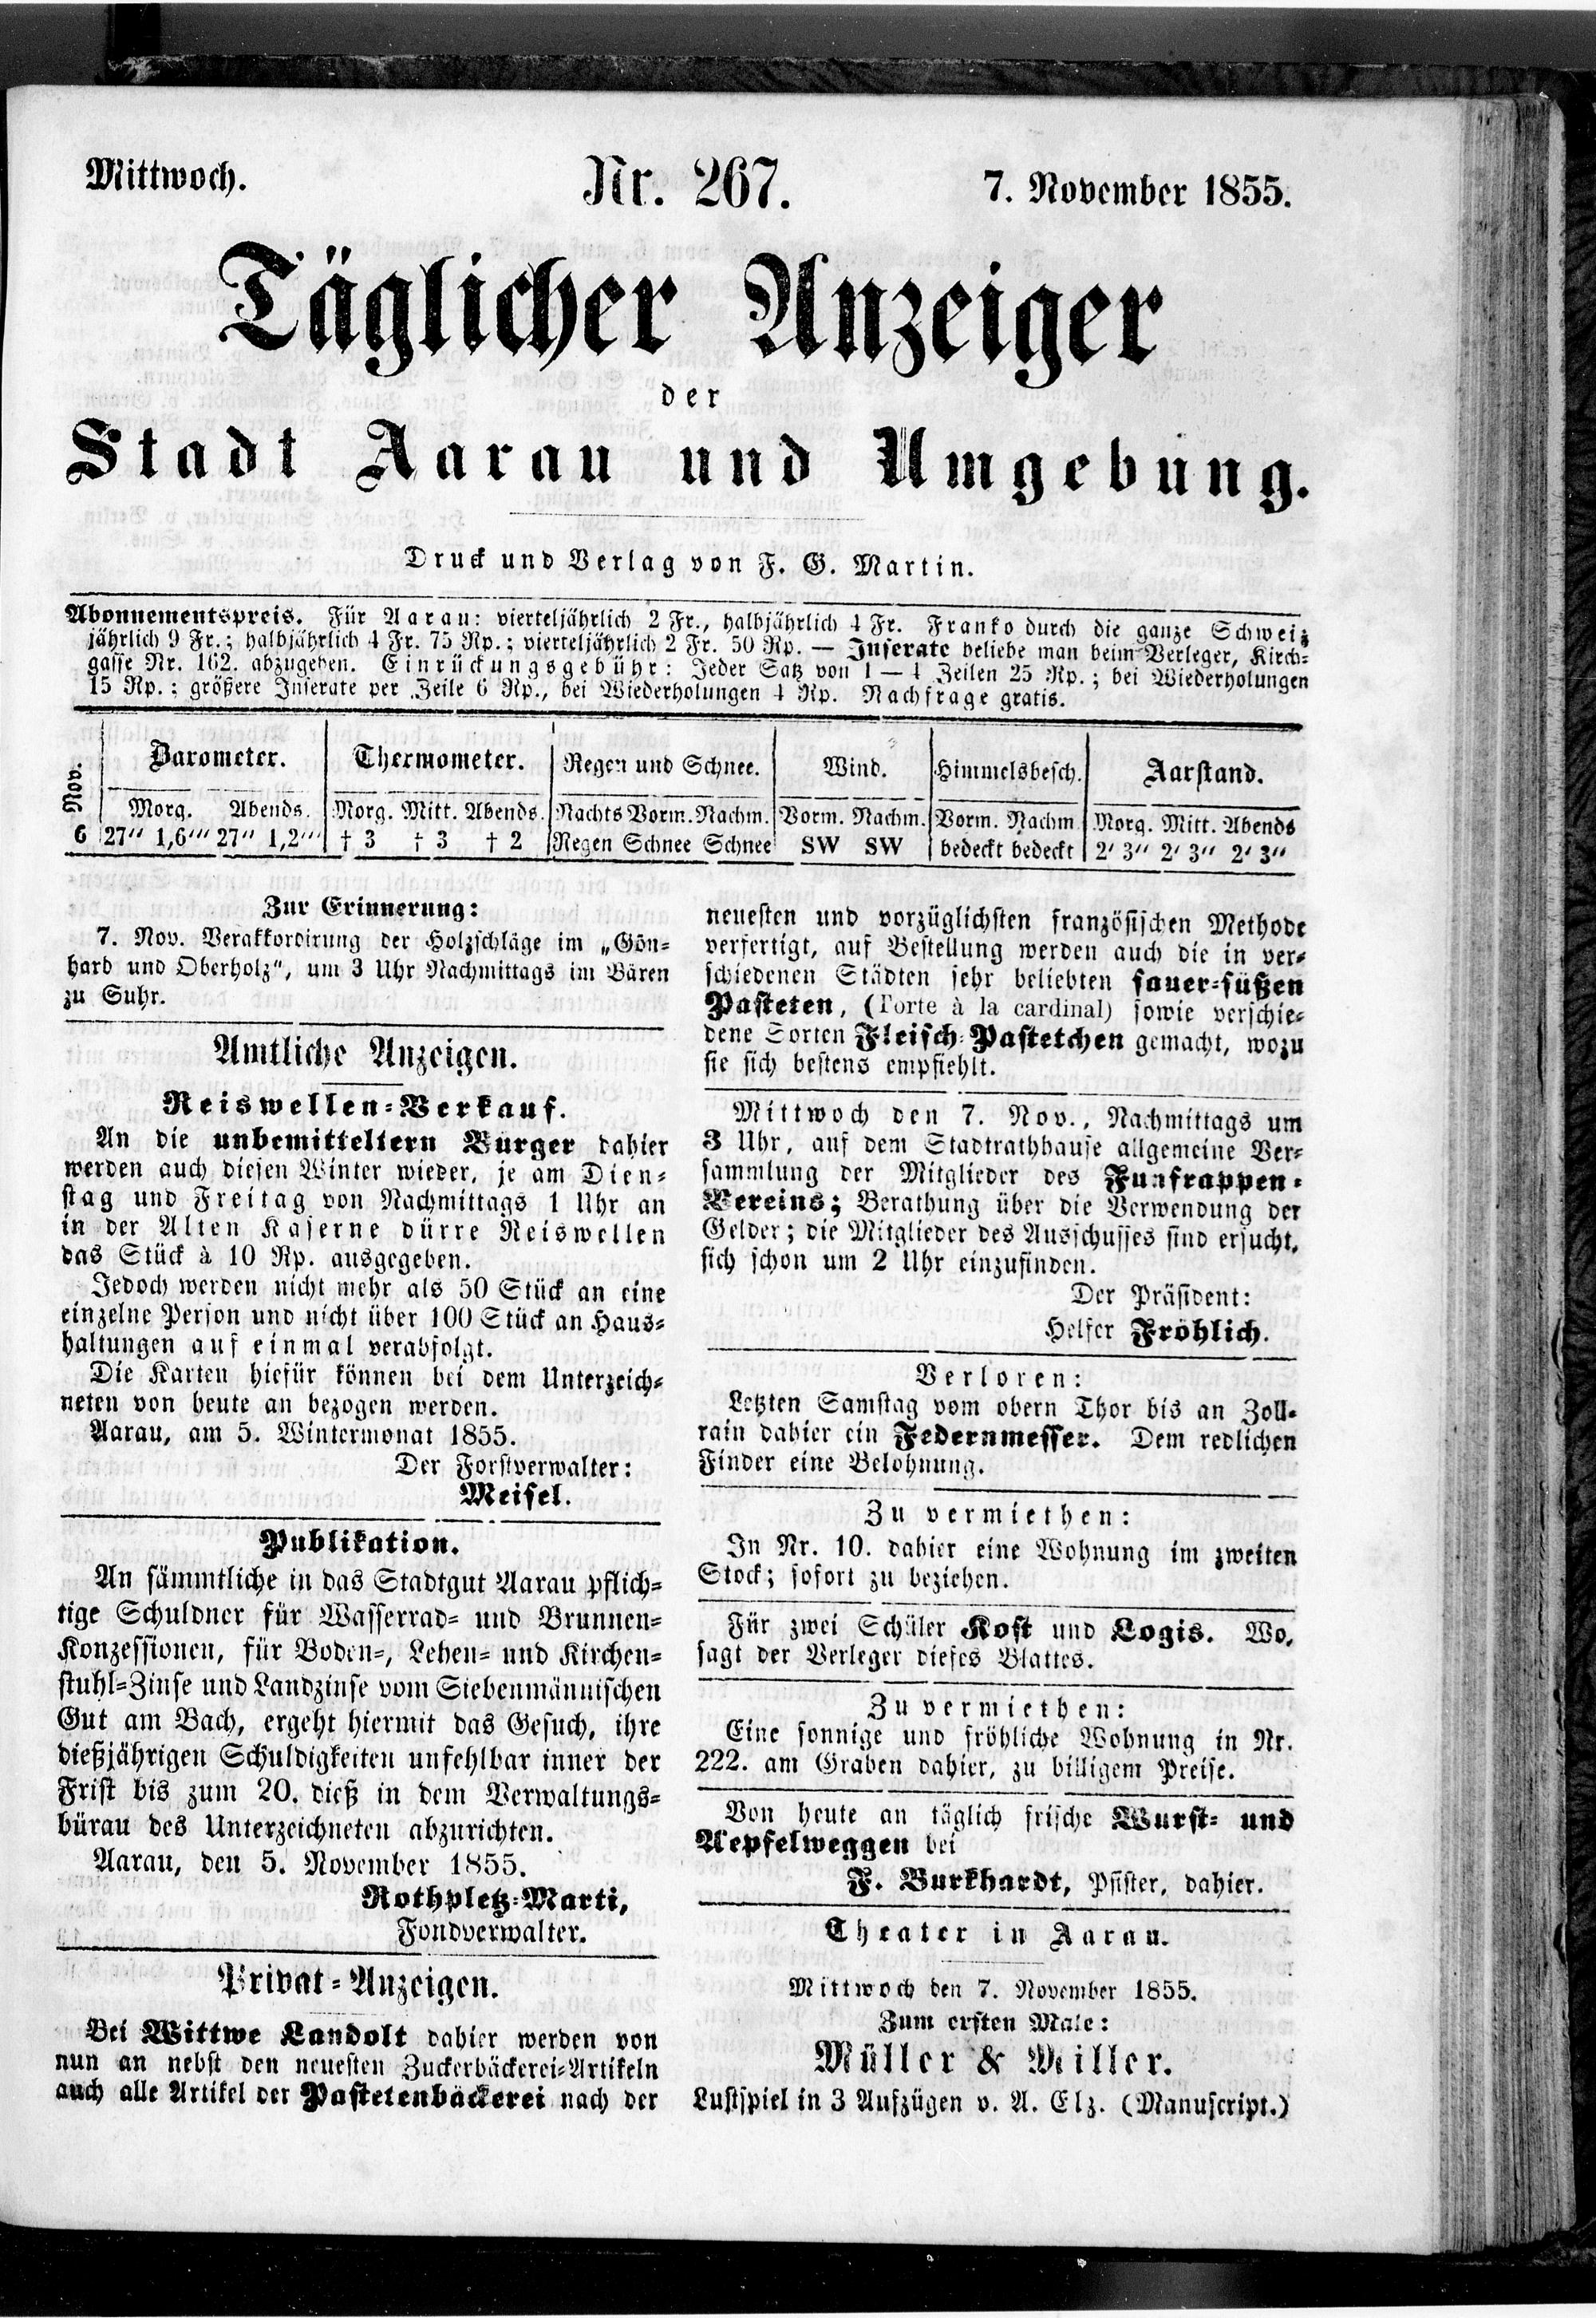 Mittwoch.
Nr. 267.
7. November 1855.
Täglicher Anzeiger
der
Stadt Aarau und Umgebung.
Druck und Verlag von F. G. Martin.
Abonnementspreis. Für Aarau: vierteljährlich 2 Fr., halbjährlich 4 Fr. Franko durch die ganze Schweiz
jährlich 9 Fr.; halbjährlich 4 Fr. 75 Rp.; vierteljährlich 2 Fr. 50 Rp. — Inserate beliebe man beim Verleger, Kirch=
gasse Nr. 162. abzugeben. Einrückungsgebühr: Jeder Satz von 1—4 Zeilen 25 Rp.; bei Wiederholungen
15 Rp.; größere Inserate per Zeile 6 Rp., bei Wiederholungen 4 Rp. Nachfrage gratis.
Nov. Barometer. Thermometer. Regen und Schnee. Wind. Himmelsbesch. Aarstand.
Morg. Abends. Morg. Mitt. Abends. Nachts Vorm. Nachm. Vorm. Nachm. Vorm. Nachm. Morg. Mitt. Abends
6 27″ 1,6‴ 27″ 1,2‴ † 3 † 3 † 2 Regen Schnee Schnee SW SW bedeckt bedeckt 2′ 3″ 2′ 3″ 2′ 3″
Zur Erinnerung:
7. Nov. Verakkordirung der Holzschläge im „Gön=
hard und Oberholz“, um 3 Uhr Nachmittags im Bären
zu Suhr.
Amtliche Anzeigen.
Reiswellen=Verkauf.
An die unbemitteltern Bürger dahier
werden auch diesen Winter wieder, je am Dien=
stag und Freitag von Nachmittags 1 Uhr an
in der Alten Kaserne dürre Reiswellen
das Stück à 10 Rp. ausgegeben.
Jedoch werden nicht mehr als 50 Stück an eine
einzelne Person und nicht über 100 Stück an Haus=
haltungen auf einmal verabfolgt.
Die Karten hiefür können bei dem Unterzeich=
neten von heute an bezogen werden.
Aarau, am 5. Wintermonat 1855.
Der Forstverwalter:
Meisel.
Publikation.
An sämmtliche in das Stadtgut Aarau pflich=
tige Schuldner für Wasserrad= und Brunnen=
Konzessionen, für Boden=, Lehen= und Kirchen=
stuhl=Zinse und Landzinse vom Siebenmännischen
Gut am Bach, ergeht hiermit das Gesuch, ihre
dießjährigen Schuldigkeiten unfehlbar inner der
Frist bis zum 20. dieß in dem Verwaltungs=
büreau des Unterzeichneten abzurichten.
Aarau, den 5. November 1855.
Rothpletz=Marti,
Fondverwalter.
Privat=Anzeigen.
Bei Wittwe Landolt dahier werden von
nun an nebst den neuesten Zuckerbäckerei=Artikeln
auch alle Artikel der Pastetenbäckerei nach der
neuesten und vorzüglichsten französischen Methode
verfertigt, auf Bestellung werden auch die in ver=
schiedenen Städten sehr beliebten sauer=süßen
Pasteten, (Torte à la cardinal) sowie verschie=
dene Sorten Fleisch=Pastetchen gemacht, wozu
sie sich bestens empfiehlt.
Mittwoch den 7. Nov., Nachmittags um
3 Uhr, auf dem Stadtrathhause allgemeine Ver=
sammlung der Mitglieder des Fünfrappen=
Vereins; Berathung über die Verwendung der
Gelder; die Mitglieder des Ausschusses sind ersucht,
sich schon um 2 Uhr einzufinden.
Der Präsident:
Helfer Fröhlich.
Verloren:
Letzten Samstag vom obern Thor bis an Zoll=
rain dahier ein Federnmesser. Dem redlichen
Finder eine Belohnung.
Zu vermiethen:
In Nr. 10. dahier eine Wohnung im zweiten
Stock; sofort zu beziehen.
Für zwei Schüler Kost und Logis. Wo,
sagt der Verleger dieses Blattes.
Zu vermiethen:
Eine sonnige und fröhliche Wohnung in Nr.
222. am Graben dahier, zu billigem Preise.
Von heute an täglich frische Wurst= und
Aepfelweggen bei
F. Burkhardt, Pfister, dahier.
Theater in Aarau.
Mittwoch den 7. November 1855.
Zum ersten Male:
Müller & Miller.
Lustspiel in 3 Aufzügen v. A. Elz. (Manuscript.)